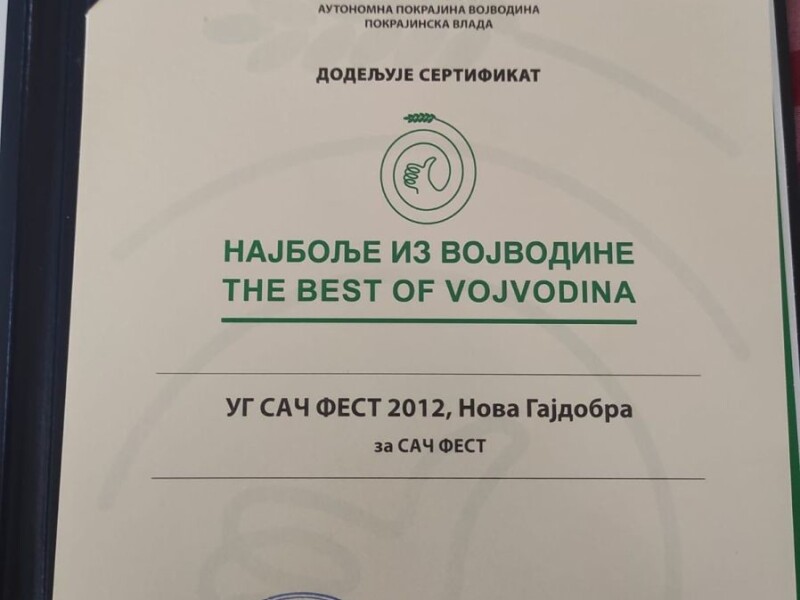 АУТОНОМНА ПОКРАЈИНА ВОЈВОДИНА
ПОКРАЈИНСКА ВЛАДА
ДОДЕЉУЈЕ СЕРТИФИКАТ
НАЈБОЉЕ ИЗ ВОЈВОДИНЕ
THE BEST OF VOJVODINA
УГ САЧ ФЕСТ 2012, Нова Гајдобра
за САЧ ФЕСТ